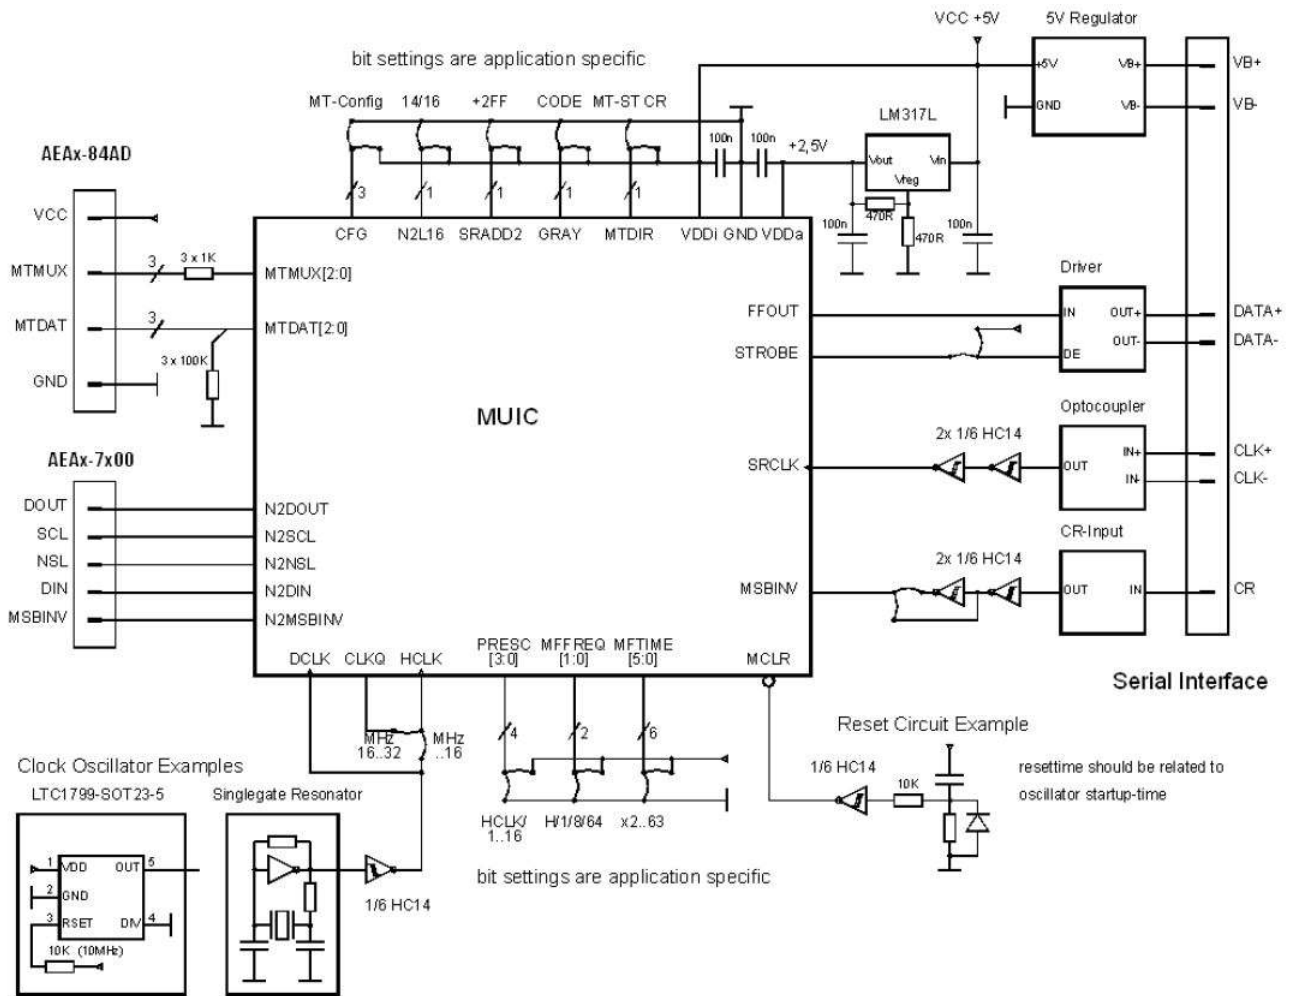 VCC +5V
5V Regulator
bit settings are application specific
+5V
VB+
VB+
MT-Config
14/16
+2FF
CODE
MT-ST CR
GND
VB-
VB-
LM317L
100n
100n
+2,5V
AEAx-84AD
Vout
Vin
Vreg
3
1
1
1
1
470R
VCC
100n
470R
100n
CFG
N2L16
SRADD2
GRAY
MTDIR
VDDi
GND
VDDa
3
3 x 1K
MTMUX
MTMUX[2:0]
Driver
FFOUT
IN
OUT+
DATA+
3
MTDAT
MTDAT[2:0]
OUT-
DATA-
STROBE
DE
3 x 100K
GND
Optocoupler
MUIC
2x 1/6 HC14
IN+
CLK+
AEAx-7x00
SRCLK
OUT
IN-
CLK-
DOUT
N2DOUT
SCL
N2SCL
CR-Input
NSL
N2NSL
2x 1/6 HC14
DIN
N2DIN
MSBINV
OUT
IN
CR
MSBINV
N2MSBINV
PRESC
[3:0]
MFFREQ
[1:0]
MFTIME
[5:0]
DCLK
CLKQ
HCLK
MCLR
Serial Interface
Reset Circuit Example
4
2
6
MHz
16..32
MHz
..16
Clock Oscillator Examples
1/6 HC14
resettime should be related to
oscillator startup-time
LTC1799-SOT23-5
Singlegate Resonator
10K
HCLK/
1..16
H/1/8/64
x2..63
1
VDD
OUT
5
bit settings are application specific
2
GND
1/6 HC14
3
RSET
DIV
4
10K (10MHz)